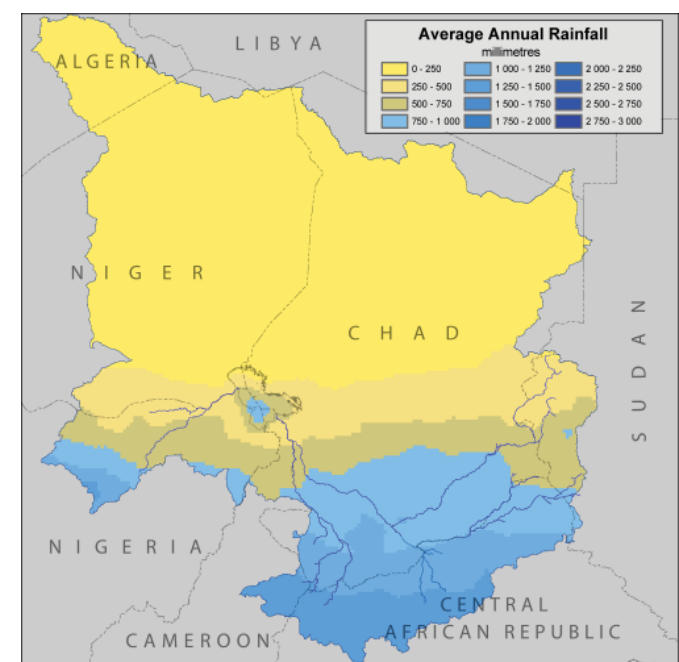 LIBYA
ALGERIA
Average Annual Rainfall
millimetres
0 - 250
1 000 - 1 250
2 000 - 2 250
250 - 500
1 250 - 1 500
2 250 - 2 500
500 - 750
1 500 - 1 750
2 500 - 2 750
750 - 1 000
1 750 - 2 000
2 750 - 3 000
NIGER
CHAD
SUDAN
NIGERIA
CENTRAL
AFRICAN REPUBLIC
CAMEROON